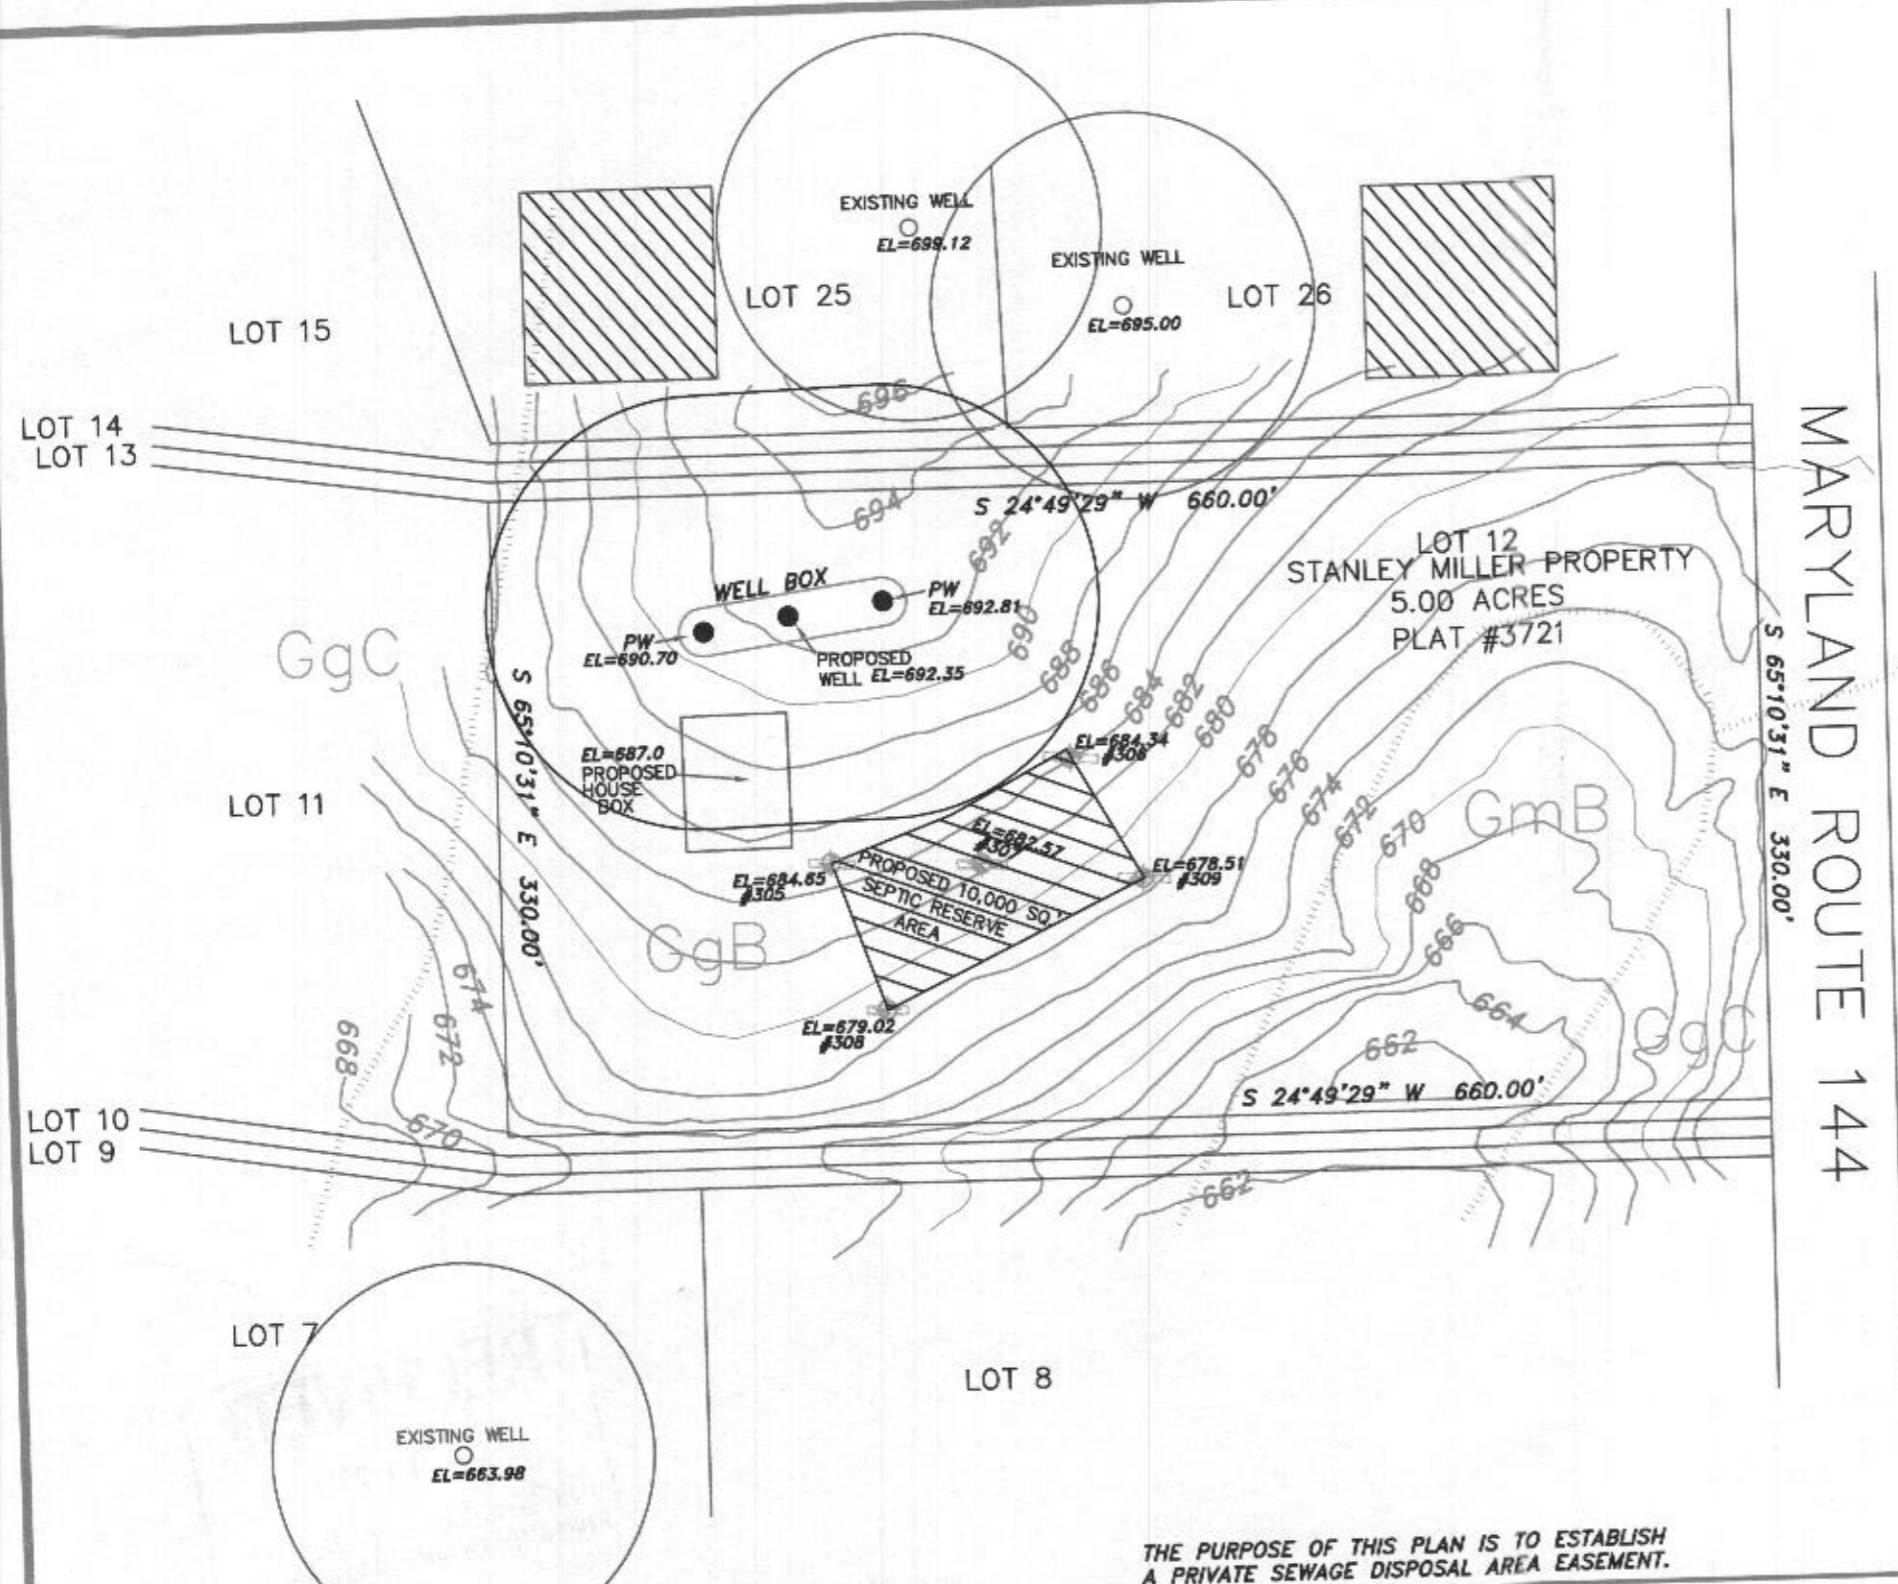 EXISTING WELL
EL=699.12
EXISTING WELL
EL=695.00
LOT 25
LOT 26
LOT 15
LOT 14
LOT 13
696
694
692
690
688
686
684
682
680
678
676
674
672
670
668
666
664
662
S 24°49'29" W 660.00'
LOT 12
STANLEY MILLER PROPERTY
5.00 ACRES
PLAT #3721
MARYLAND ROUTE 144
S 65°10'31" E 330.00'
WELL BOX
PW
EL=692.81
PW
EL=690.70
PROPOSED
WELL EL=692.35
GgC
S 65°10'31" E 330.00'
EL=687.0
PROPOSED
HOUSE
BOX
LOT 11
EL=684.34
#306
EL=682.57
#307
EL=678.51
#309
EL=684.65
#305
PROPOSED 10,000 SQ.'
SEPTIC RESERVE
AREA
EL=679.02
#308
GmB
GgB
GgC
674
672
668
670
S 24°49'29" W 660.00'
662
LOT 10
LOT 9
LOT 7
LOT 8
EXISTING WELL
EL=663.98
THE PURPOSE OF THIS PLAN IS TO ESTABLISH
A PRIVATE SEWAGE DISPOSAL AREA EASEMENT.